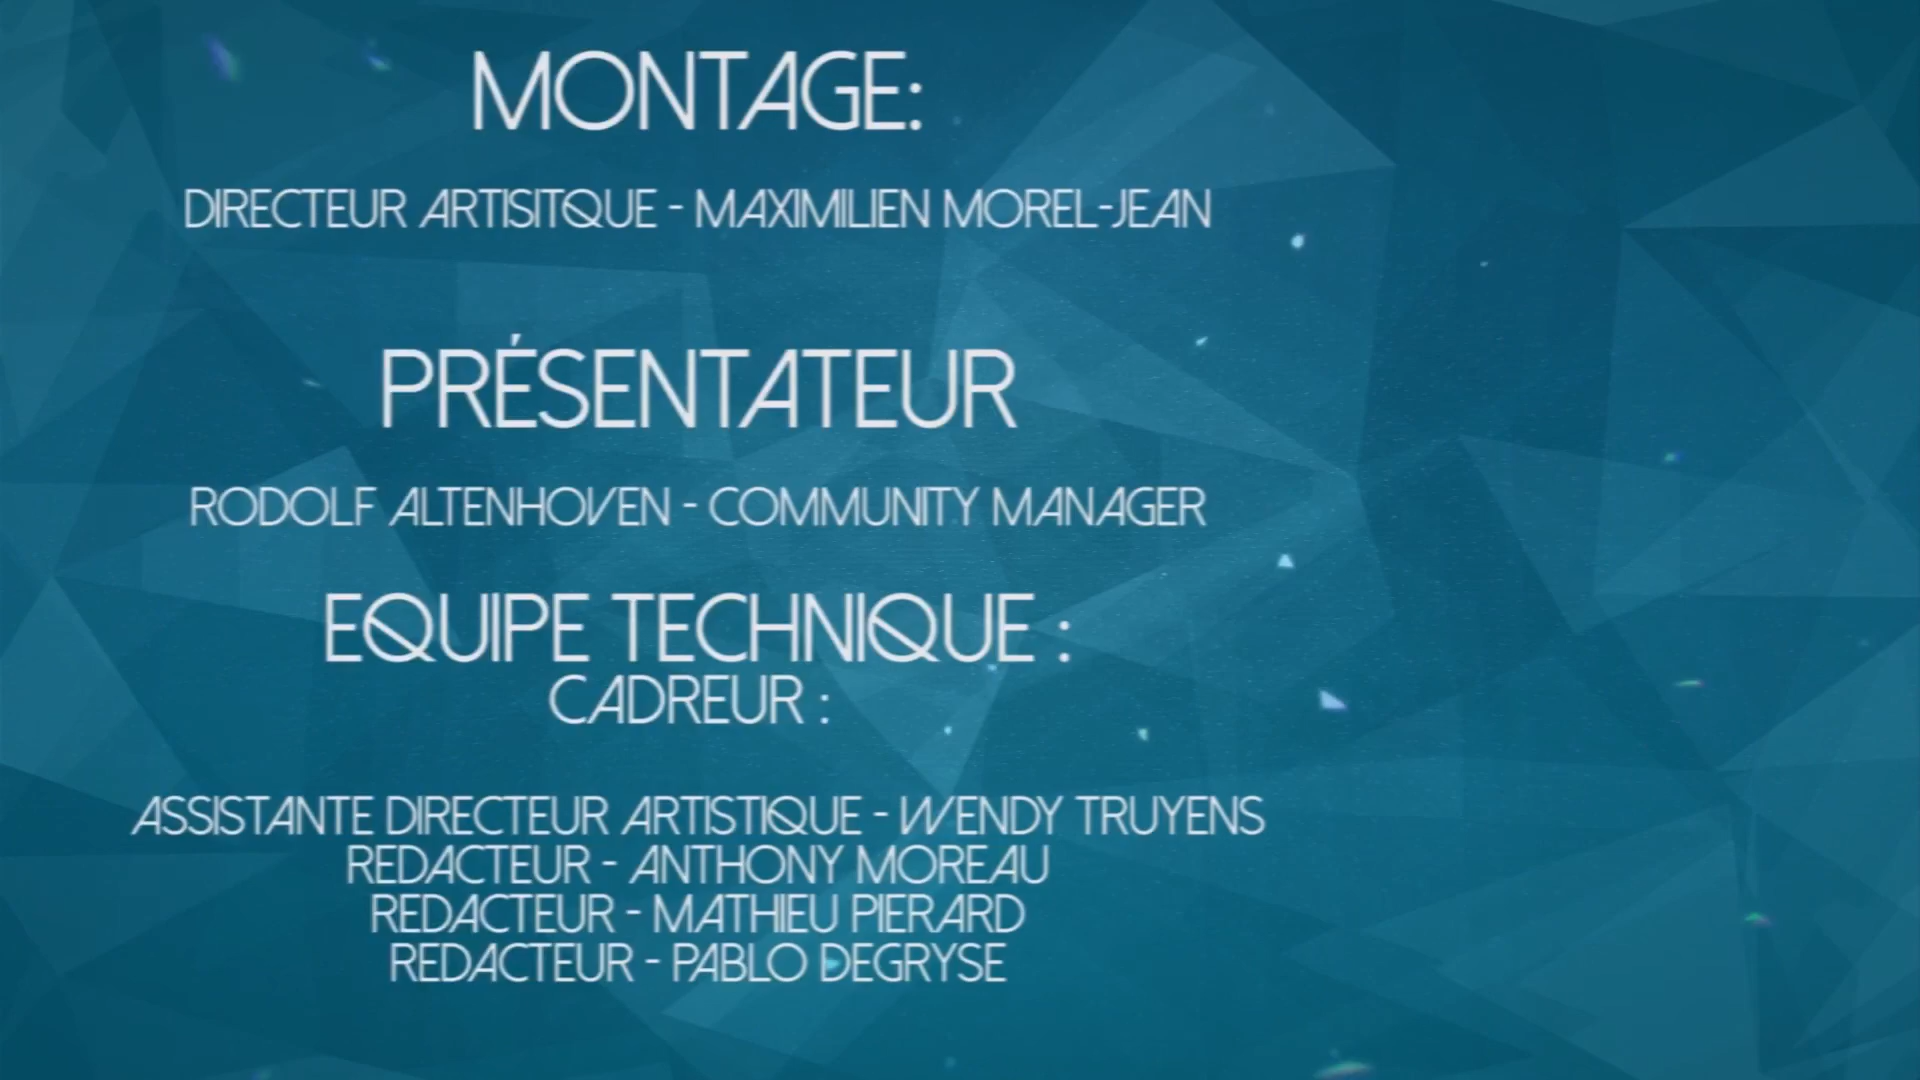 MONTAGE:
DIRECTEUR ARTISITQUE - MAXIMILIEN MOREL-JEAN
PRÉSENTATEUR
RODOLF ALTENHOVEN - COMMUNITY MANAGER
EQUIPE TECHNIQUE :
CADREUR :
ASSISTANTE DIRECTEUR ARTISTIQUE - WENDY TRUYENS
REDACTEUR - ANTHONY MOREAU
REDACTEUR - MATHIEU PIERARD
REDACTEUR - PABLO DEGRYSE